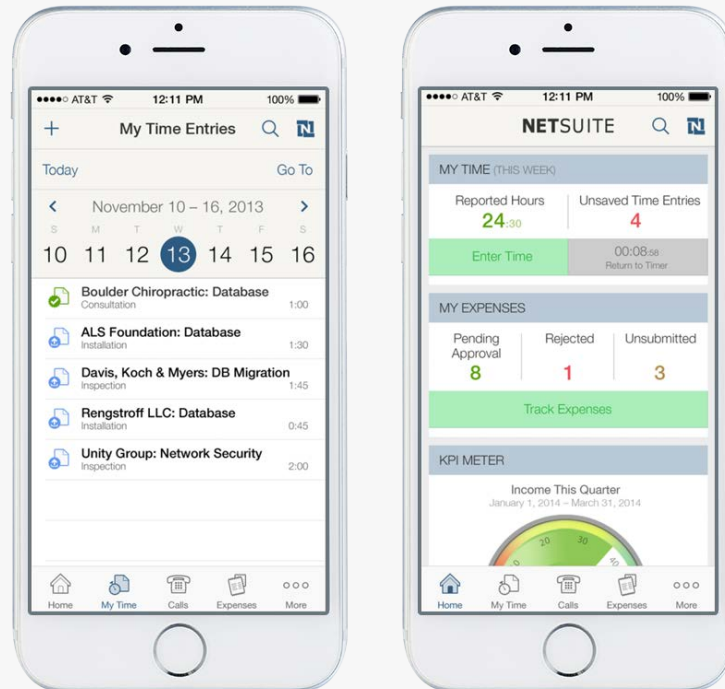 AT&T 12:11 PM 100%
+ My Time Entries N
Today Go To
< November 10 – 16, 2013 >
S M T W T F S
10 11 12 13 14 15 16
Boulder Chiropractic: Database
Consultation 1:00
ALS Foundation: Database
Installation 1:30
Davis, Koch & Myers: DB Migration
Inspection 1:45
Rengstroff LLC: Database
Installation 0:45
Unity Group: Network Security
Inspection 2:00
Home My Time Calls Expenses More
AT&T 12:11 PM 100%
NETSUITE N
MY TIME (THIS WEEK)
Reported Hours Unsaved Time Entries
24:30 4
Enter Time 00:08:58
Return to Timer
MY EXPENSES
Pending Approval Rejected Unsubmitted
8 1 3
Track Expenses
KPI METER
Income This Quarter
January 1, 2014 – March 31, 2014
20 30 40
Home My Time Calls Expenses More